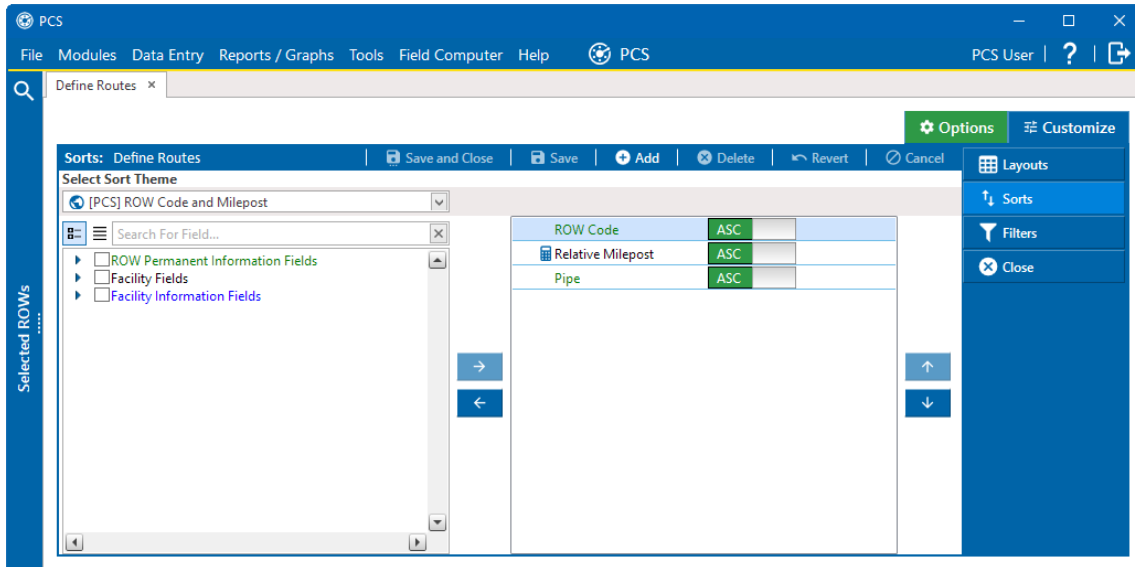 PCS
File Modules Data Entry Reports / Graphs Tools Field Computer Help PCS PCS User | ? |
Define Routes ×
Options Customize
Sorts: Define Routes | Save and Close | Save | Add | Delete | Revert | Cancel
Layouts
Select Sort Theme
[PCS] ROW Code and Milepost
Sorts
Search For Field...
ROW Code ASC
Filters
ROW Permanent Information Fields
Relative Milepost ASC
Facility Fields
Pipe ASC
Close
Facility Information Fields
Selected ROWs